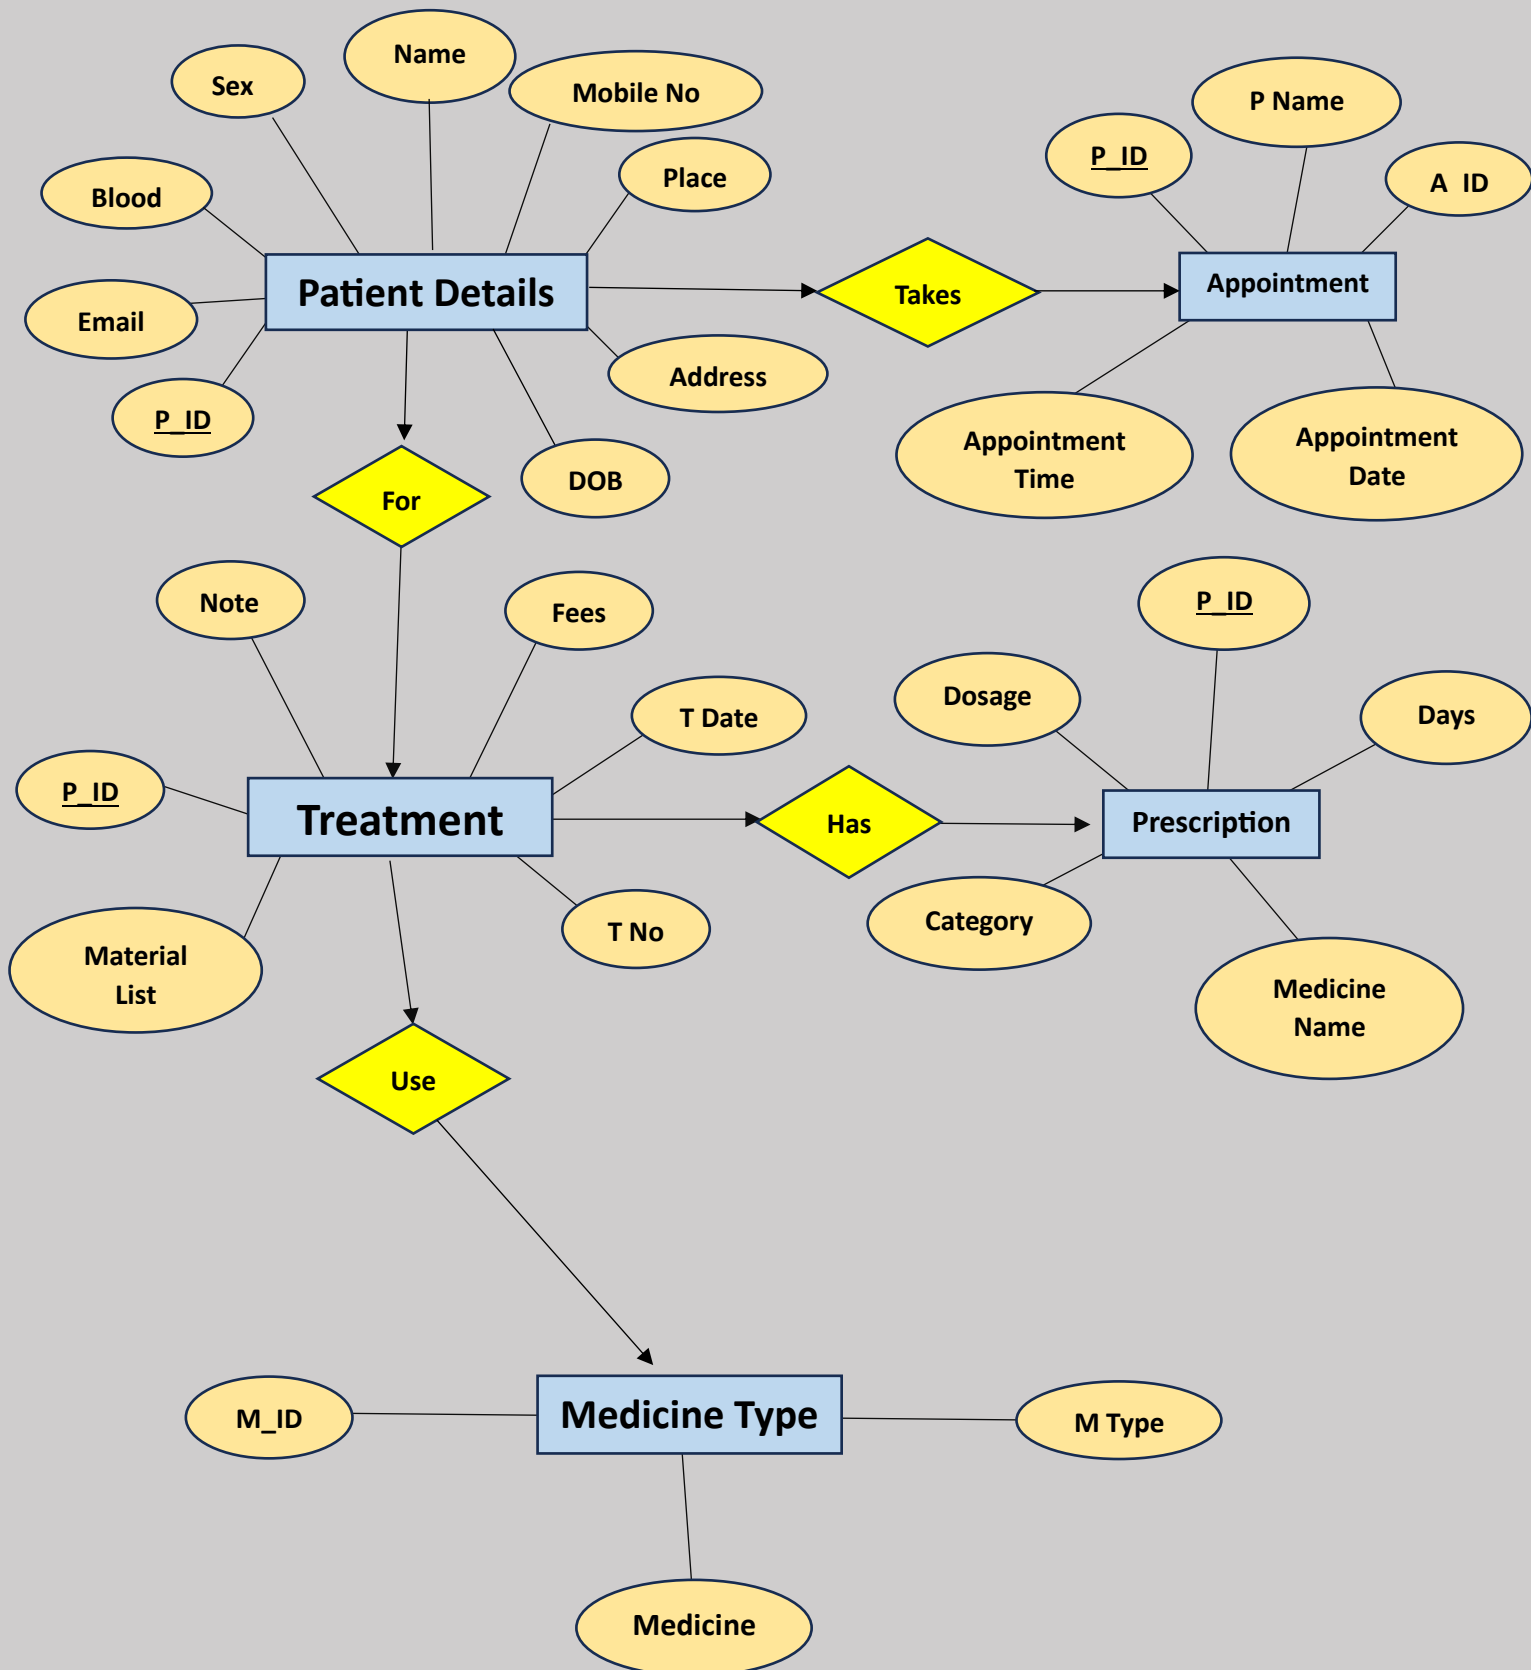 Name
Sex
Mobile No
P Name
P_ID
Place
A  ID
Blood
Patient Details
Takes
Appointment
Email
Address
P_ID
DOB
Appointment
Time
Appointment
Date
For
Note
Fees
P_ID
Dosage
T Date
Days
P_ID
Treatment
Has
Prescription
Category
T No
Material
List
Medicine
Name
Use
M_ID
Medicine Type
M Type
Medicine